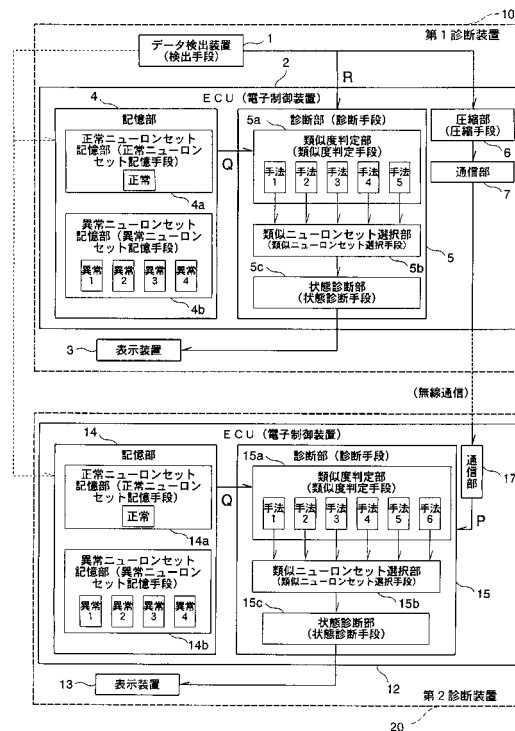 10
第1診断装置
データ検出装置
(検出手段)
1
2
R
ECU(電子制御装置)
4
記憶部
正常ニューロンセット
記憶部(正常ニューロ
ンセット記憶手段)
正常
4a
異常ニューロンセット
記憶部(異常ニューロ
ンセット記憶手段)
異常
1
異常
2
異常
3
異常
4
4b
Q
5a
診断部(診断手段)
類似度判定部
(類似度判定手段)
手法
1
手法
2
手法
3
手法
4
手法
5
類似ニューロンセット選択部
(類似ニューロンセット選択手段)
5b
5c
状態診断部
(状態診断手段)
5
圧縮部
(圧縮手段)
6
通信部
7
3
表示装置
(無線通信)
ECU(電子制御装置)
14
記憶部
正常ニューロンセット
記憶部(正常ニューロ
ンセット記憶手段)
正常
14a
異常ニューロンセット
記憶部(異常ニューロ
ンセット記憶手段)
異常
1
異常
2
異常
3
異常
4
14b
Q
15a
診断部(診断手段)
類似度判定部
(類似度判定手段)
手法
1
手法
2
手法
3
手法
4
手法
5
手法
6
類似ニューロンセット選択部
(類似ニューロンセット選択手段)
15b
15c
状態診断部
(状態診断手段)
15
通信部
17
P
13
表示装置
12
第2診断装置
20